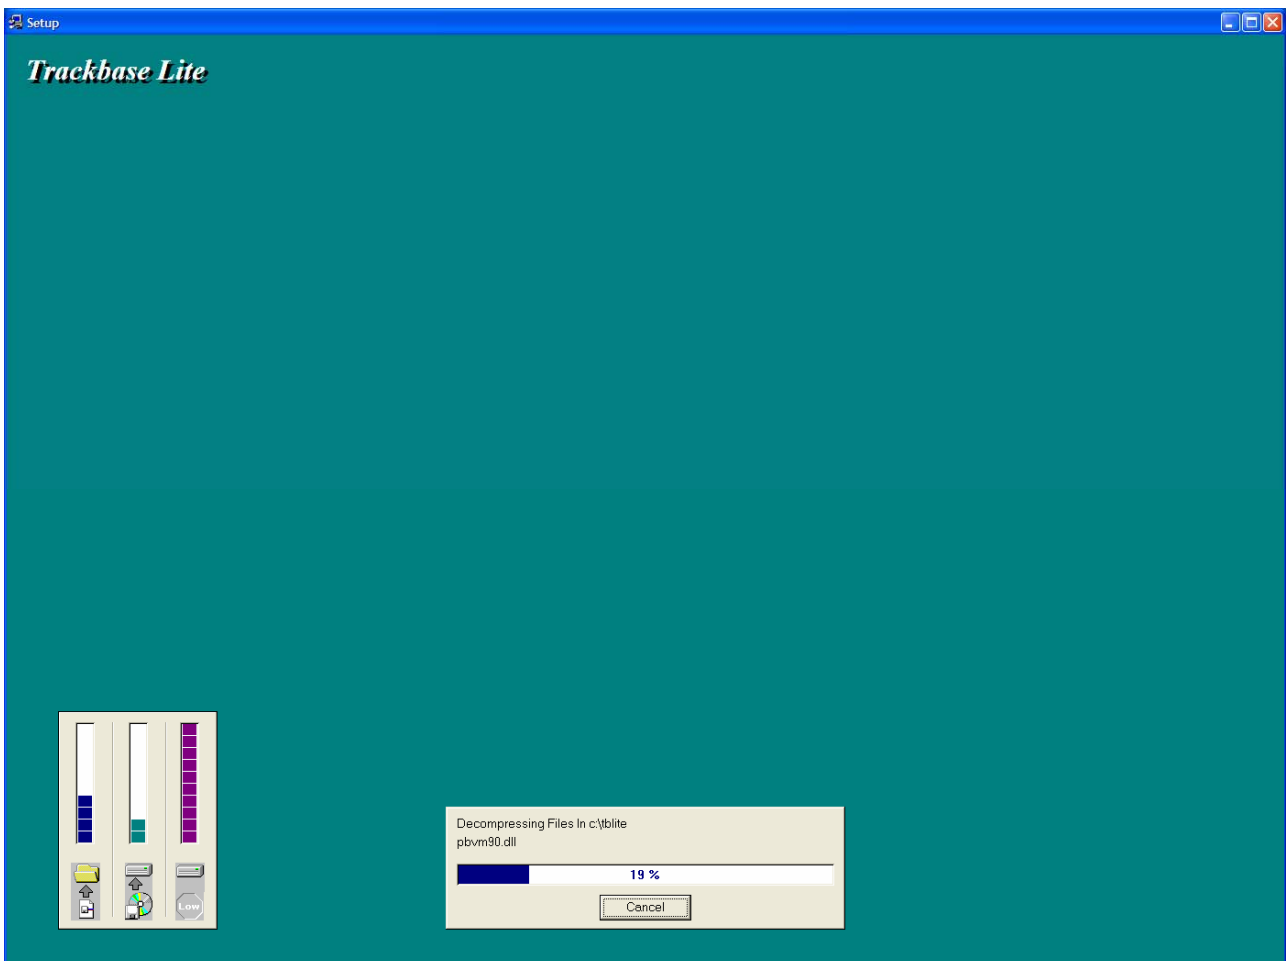 Setup
Trackbase Lite
Decompressing Files In c:\tblite
pbvm90.dll
19 %
Cancel
Low